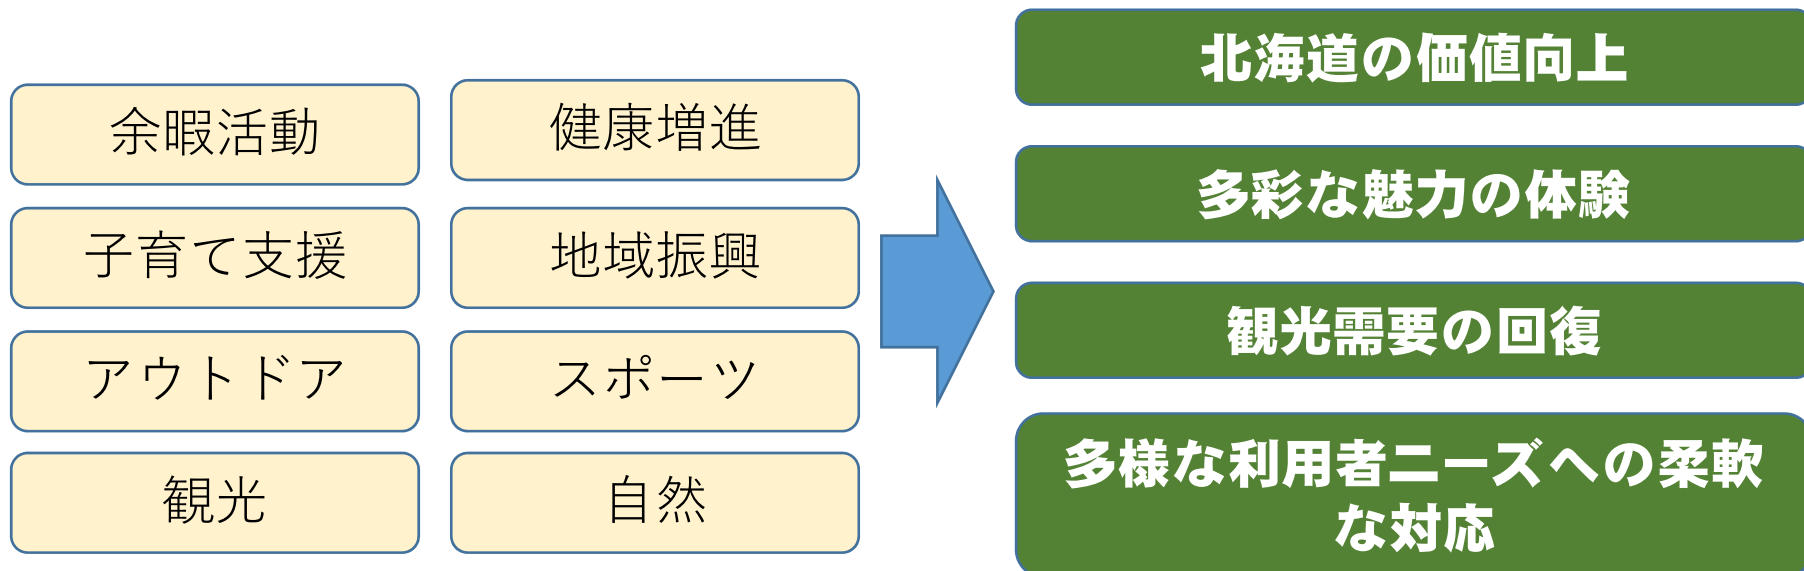 余暇活動
健康増進
子育て支援
地域振興
アウトドア
スポーツ
観光
自然
北海道の価値向上
多彩な魅力の体験
観光需要の回復
多様な利用者ニーズへの柔軟
な対応